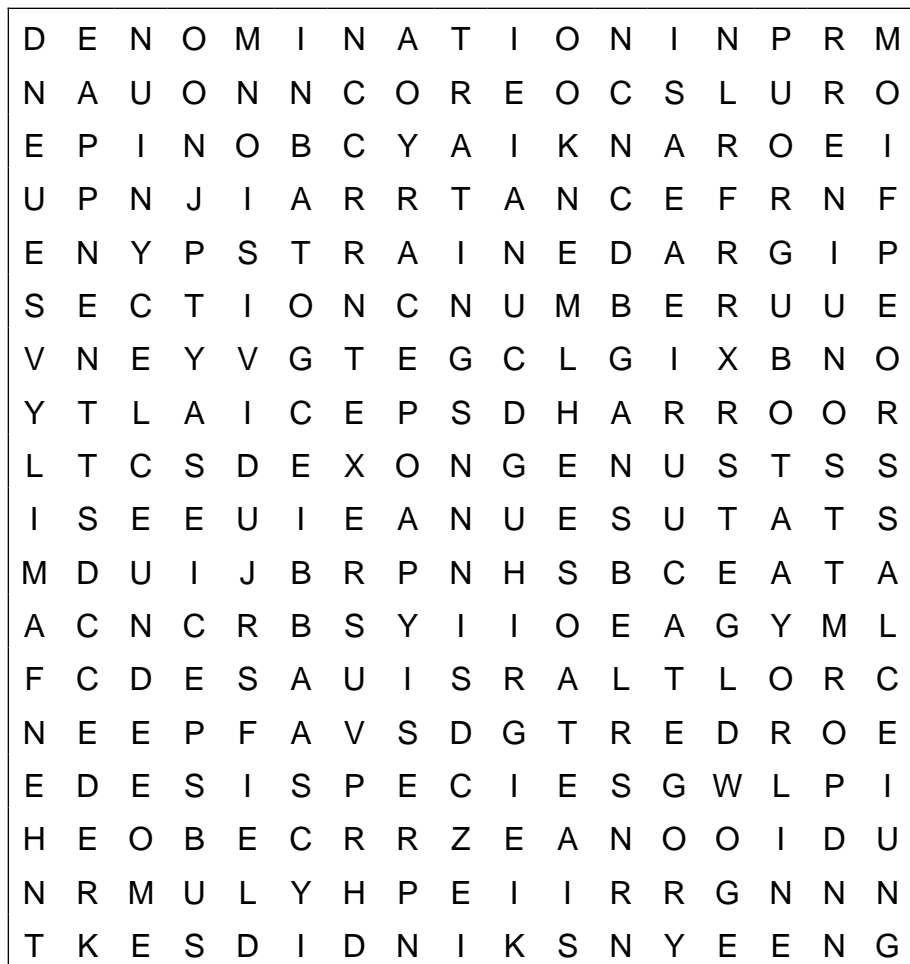 D E N O M I N A T I O N I N P R M
N A U O N N C O R E O C S L U R O
E P I N O B C Y A I K N A R O E I
U P N J I A R R T A N C E F R N F
E N Y P S T R A I N E D A R G I P
S E C T I O N C N U M B E R U U E
V N E Y V G T E G C L G I X B N O
Y T L A I C E P S D H A R R O O R
L T C S D E X O N G E N U S T S S
I S E E U I E A N U E S U T A T S
M D U I J B R P N H S B C E A T A
A C N C R B S Y I I O E A G Y M L
F C D E S A U I S R A L T L O R C
N E E P F A V S D G T R E D R O E
E D E S I S P E C I E S G W L P I
H E O B E C R R Z E A N O O I D U
N R M U L Y H P E I I R R G N N N
T K E S D I D N I K S N Y E E N G